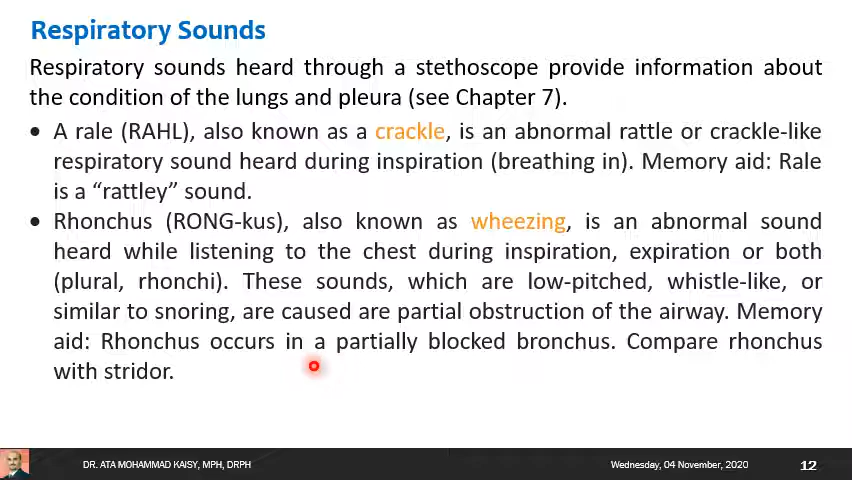 Respiratory Sounds
Respiratory sounds heard through a stethoscope provide information about
the condition of the lungs and pleura (see Chapter 7).
• A rale (RAHL), also known as a crackle, is an abnormal rattle or crackle-like
respiratory sound heard during inspiration (breathing in). Memory aid: Rale
is a “rattley” sound.
• Rhonchus (RONG-kus), also known as wheezing, is an abnormal sound
heard while listening to the chest during inspiration, expiration or both
(plural, rhonchi). These sounds, which are low-pitched, whistle-like, or
similar to snoring, are caused are partial obstruction of the airway. Memory
aid: Rhonchus occurs in a partially blocked bronchus. Compare rhonchus
with stridor.
DR. ATA MOHAMMAD KAISY, MPH, DRPH Wednesday, 04 November, 2020 12